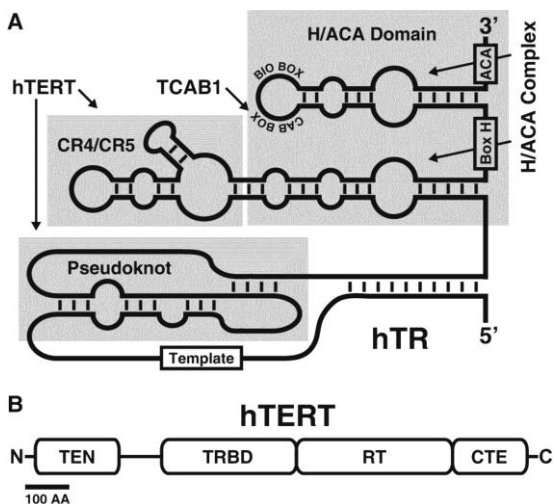 A
H/ACA Domain
3'
ACA
hTERT
TCAB1
BIO BOX
CAB BOX
H/ACA Complex
CR4/CR5
Box H
Pseudoknot
Template
hTR
5'
B
hTERT
N TEN TRBD RT CTE C
100 AA